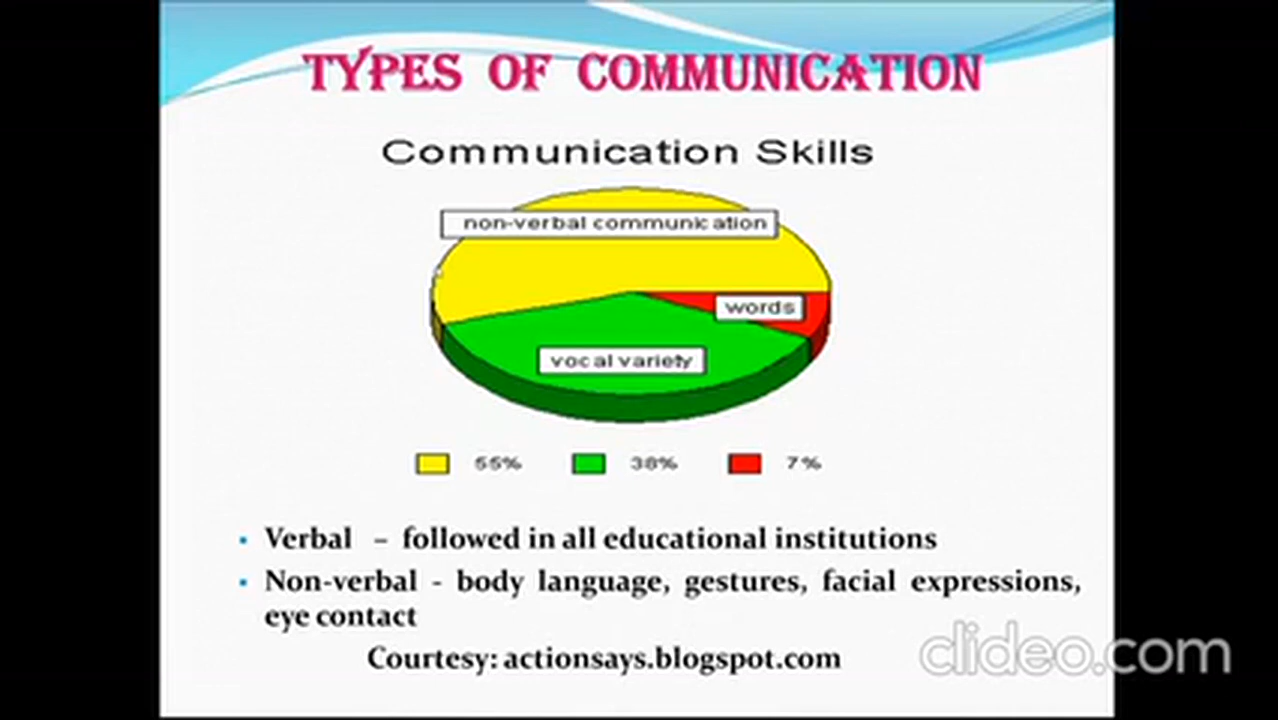 TYPES OF COMMUNICATION
Communication Skills
non-verbal communication
words
vocal variety
55% 38% 7%
Verbal – followed in all educational institutions
Non-verbal - body language, gestures, facial expressions,
eye contact
Courtesy: actionsays.blogspot.com
clideo.com